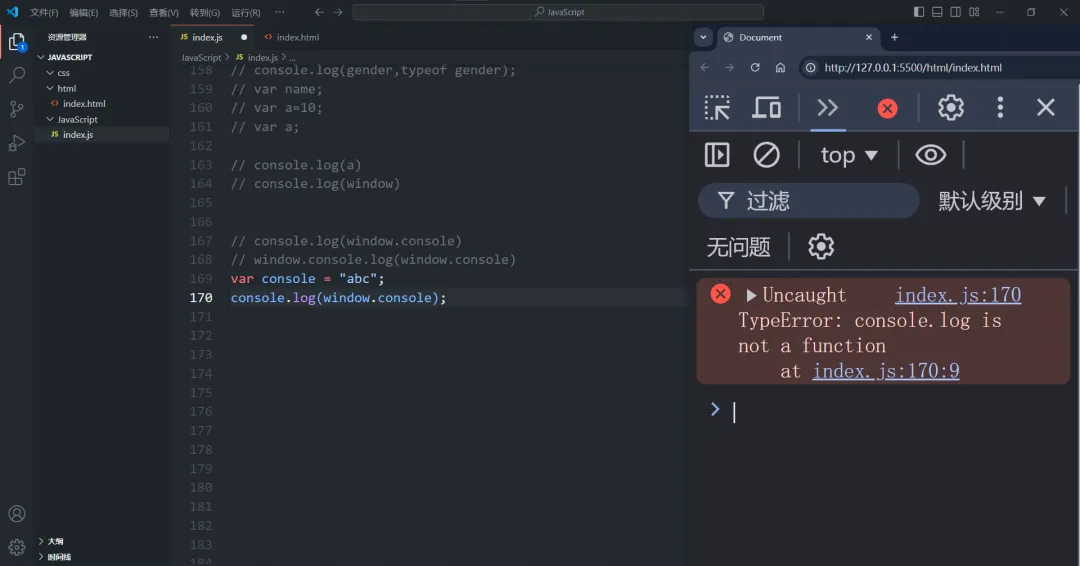 文件(F) 编辑(E) 选择(S) 查看(V) 转到(G) 运行(R) ··· JavaScript
资源管理器 ···
JAVASCRIPT
css
html
index.html
JavaScript
JS index.js
大纲
时间线
1
JS index.js index.html
JavaScript > JS index.js > ...
158 // console.log(gender,typeof gender);
159 // var name;
160 // var a=10;
161 // var a;
162
163 // console.log(a)
164 // console.log(window)
165
166
167 // console.log(window.console)
168 // window.console.log(window.console)
169 var console = "abc";
170 console.log(window.console);
171
172
173
174
175
176
177
178
179
180
181
182
183
184
Document
http://127.0.0.1:5500/html/index.html
top
过滤 默认级别
无问题
Uncaught index.js:170
TypeError: console.log is
not a function
at index.js:170:9